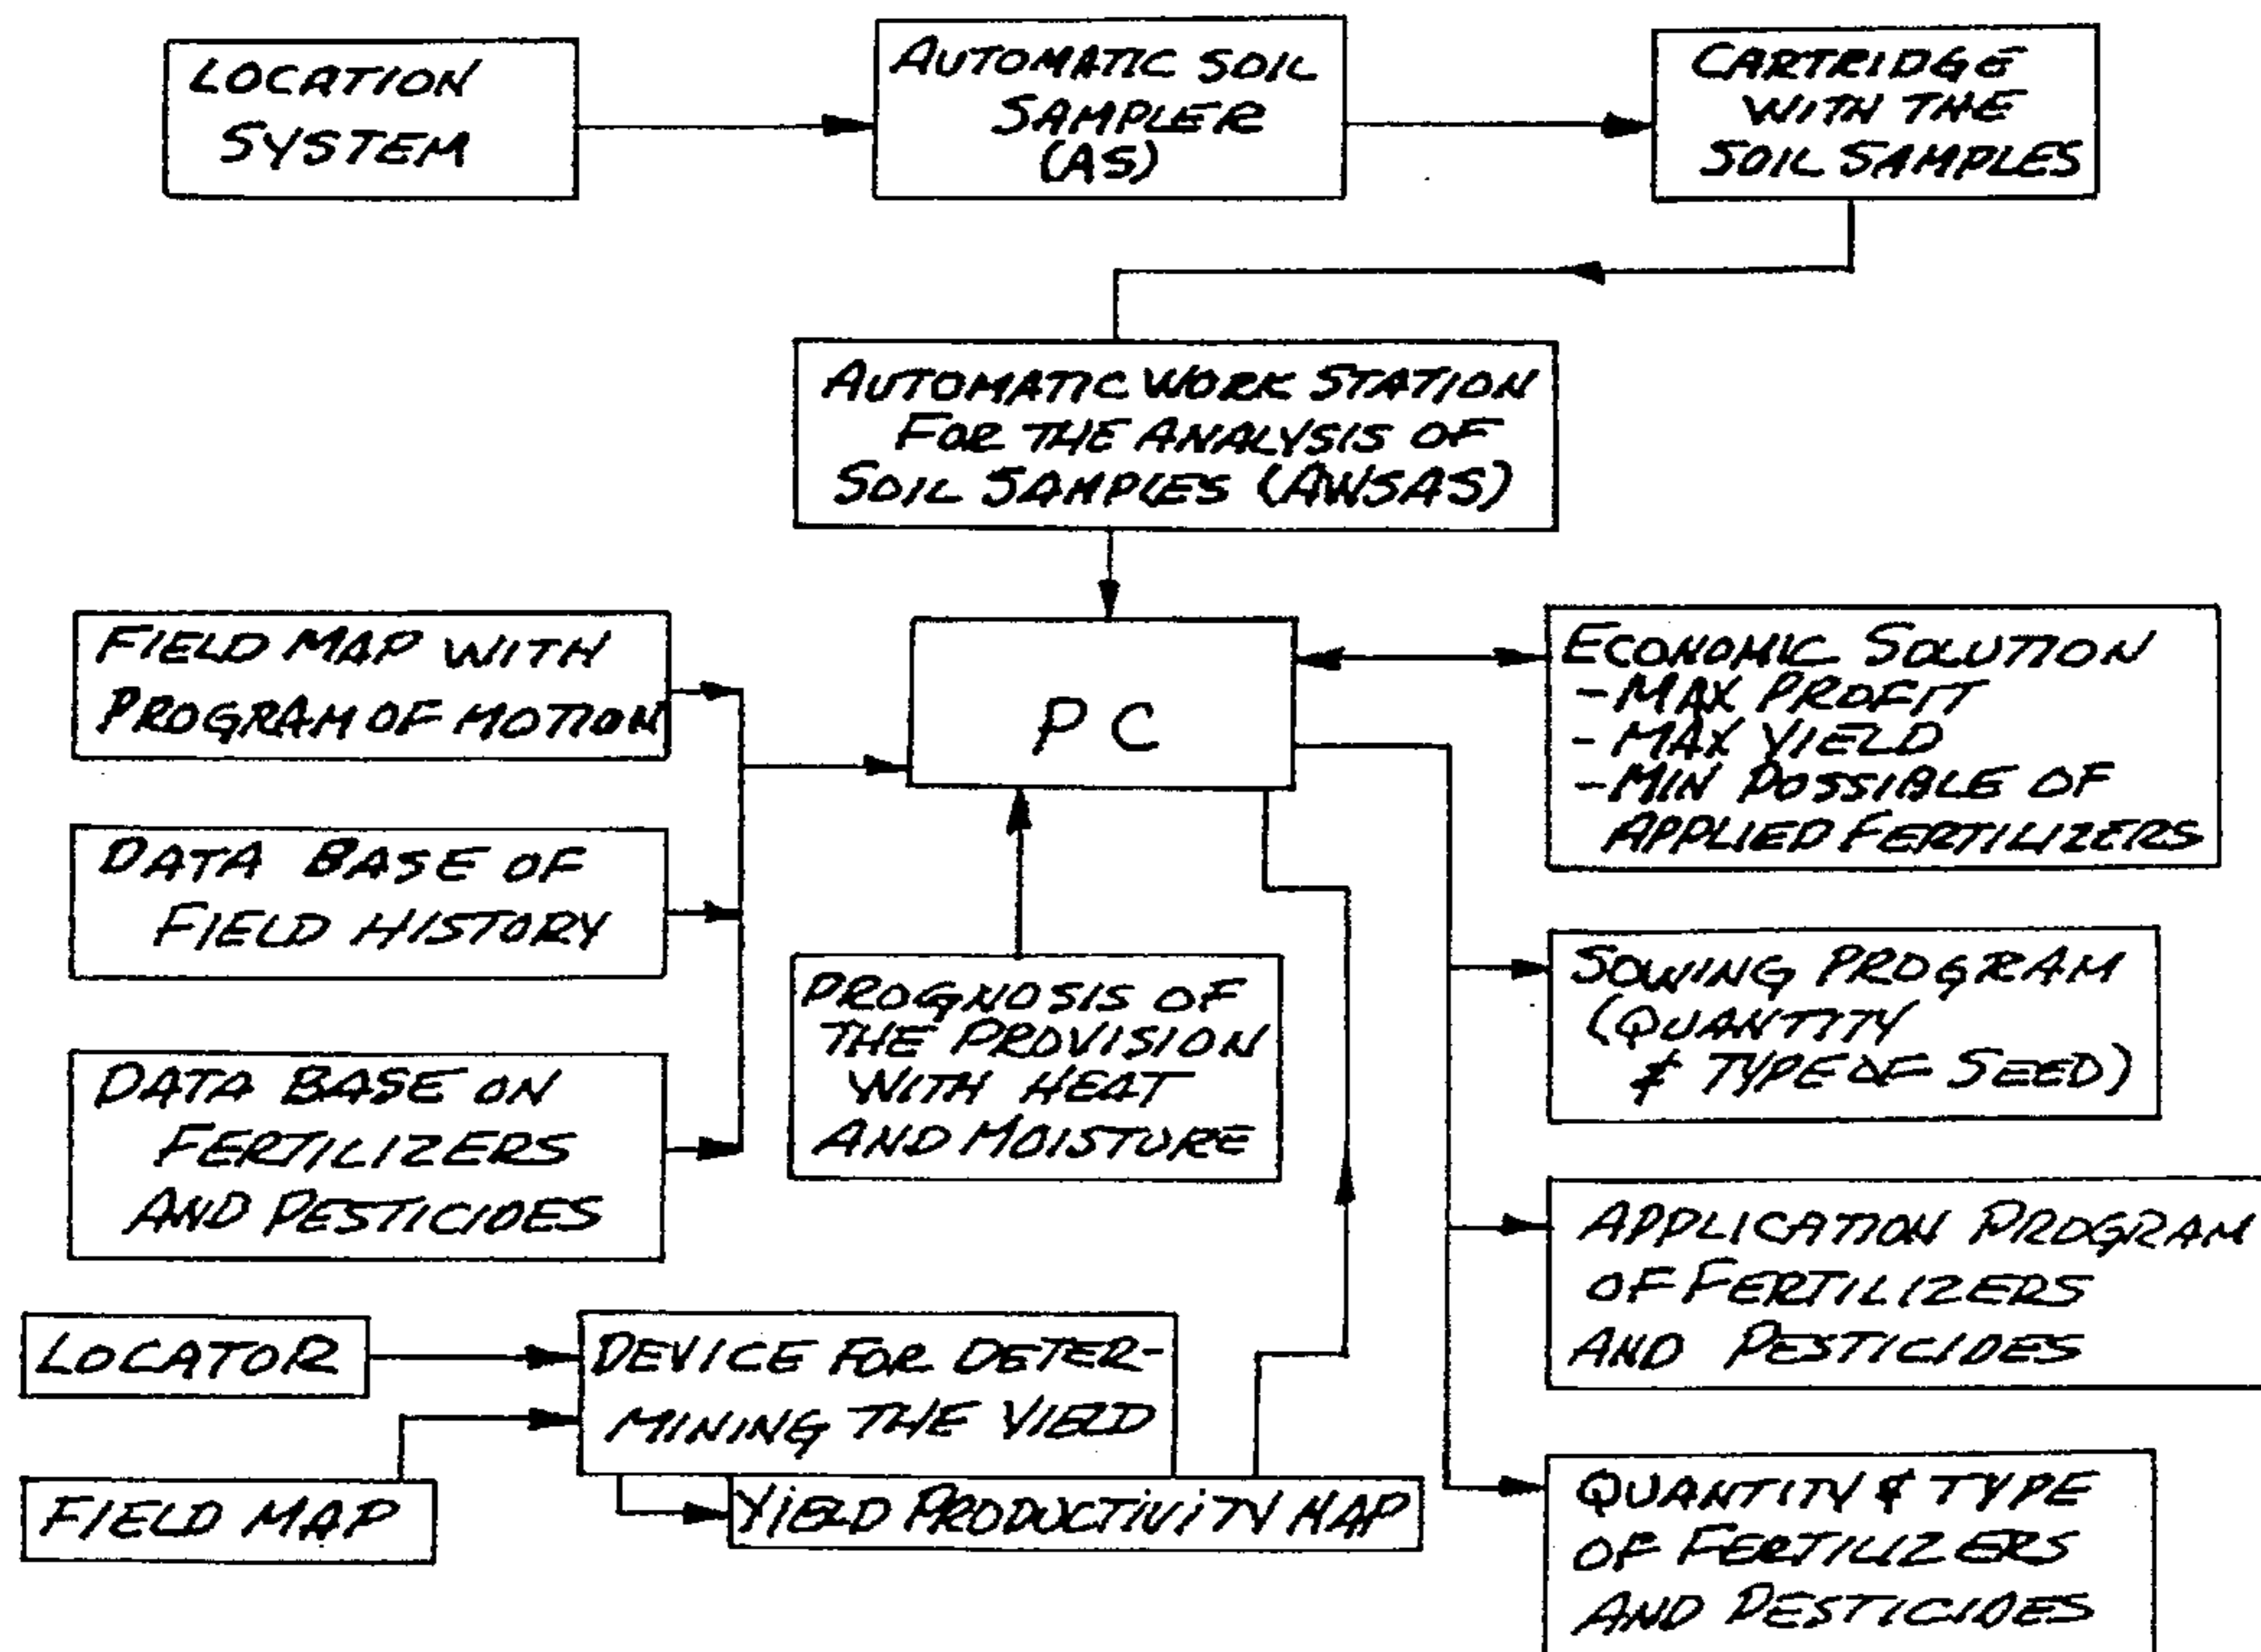 LOCATION
SYSTEM
AUTOMATIC SOIL
SAMPLER
(AS)
CARTRIDGE
WITH THE
SOIL SAMPLES
AUTOMATIC WORK STATION
FOR THE ANALYSIS OF
SOIL SAMPLES (AWSAS)
FIELD MAP WITH
PROGRAM OF MOTION
PC
ECONOMIC SOLUTION
-MAX PROFIT
-MAX YIELD
-MIN POSSIBLE OF
APPLIED FERTILIZERS
DATA BASE OF
FIELD HISTORY
PROGNOSIS OF
THE PROVISION
WITH HEAT
AND MOISTURE
SOWING PROGRAM
(QUANTITY
& TYPE OF SEED)
DATA BASE ON
FERTILIZERS
AND PESTICIDES
APPLICATION PROGRAM
OF FERTILIZERS
AND PESTICIDES
LOCATOR
DEVICE FOR DETER-
MINING THE YIELD
FIELD MAP
YIELD PRODUCTIVITY MAP
QUANTITY & TYPE
OF FERTILIZERS
AND PESTICIDES